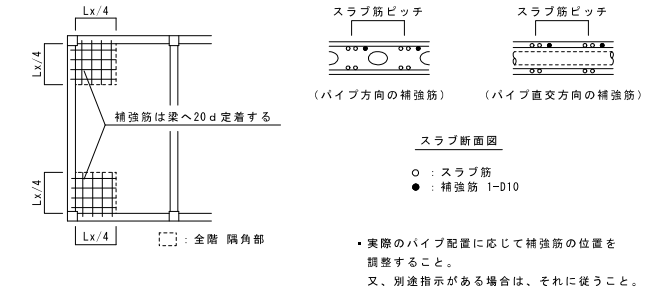 Lx/4
Lx/4
補強筋は梁へ20d定着する
Lx/4
Lx/4
：全階 隅角部
スラブ筋ピッチ
(パイプ方向の補強筋)
スラブ筋ピッチ
(パイプ直交方向の補強筋)
スラブ断面図
○ ：スラブ筋
● ：補強筋 1-D10
▪実際のパイプ配置に応じて補強筋の位置を
調整すること。
又、別途指示がある場合は、それに従うこと。